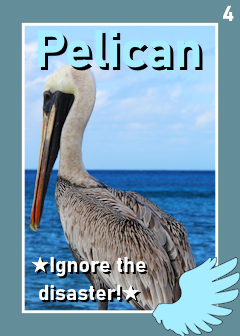 4
Pelican
★Ignore the
disaster!★